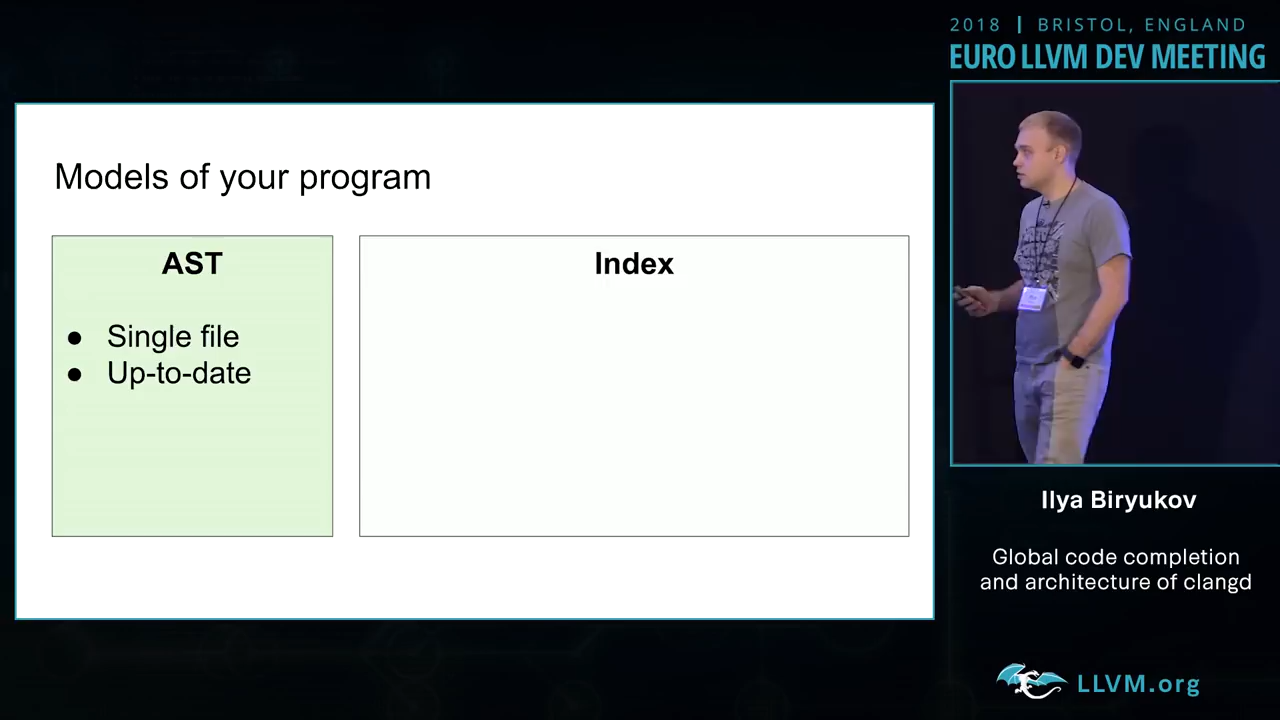 2018 | BRISTOL, ENGLAND
EURO LLVM DEV MEETING
Models of your program
AST
● Single file
● Up-to-date
Index
Ilya Biryukov
Global code completion
and architecture of clangd
LLVM.org